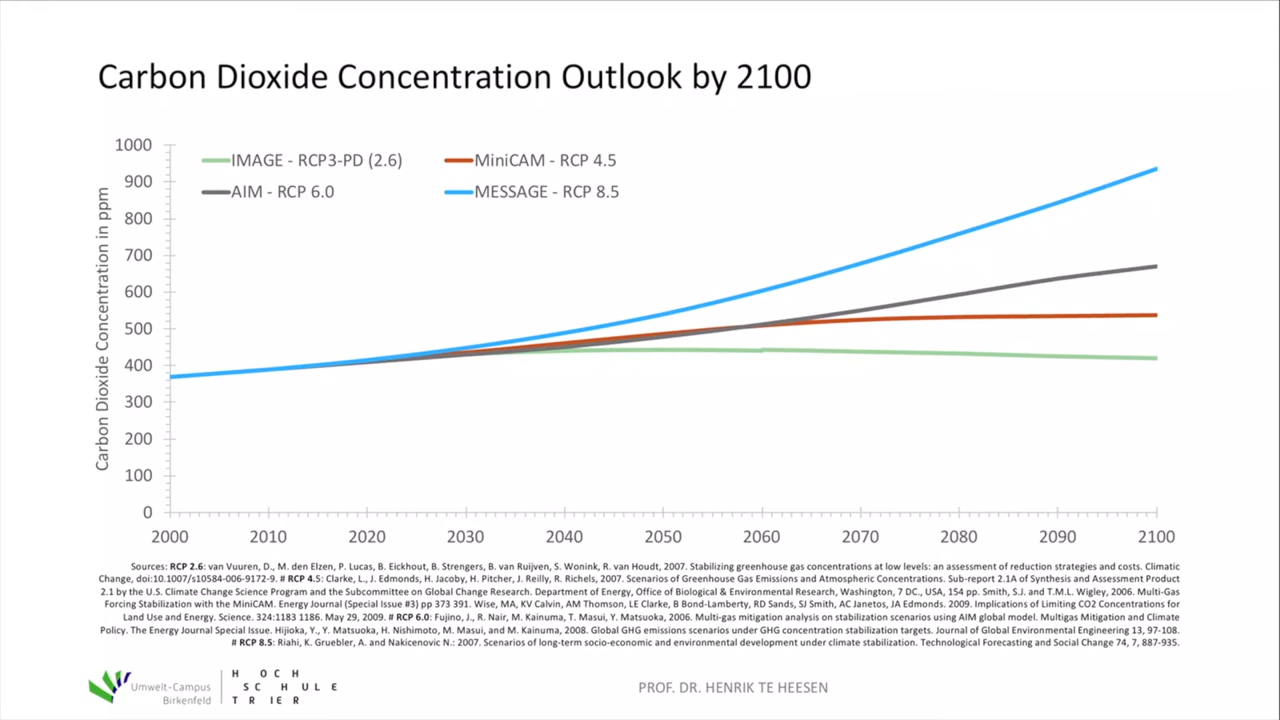 Carbon Dioxide Concentration Outlook by 2100
Carbon Dioxide Concentration in ppm
1000
900
800
700
600
500
400
300
200
100
0
IMAGE - RCP3-PD (2.6)
MiniCAM - RCP 4.5
AIM - RCP 6.0
MESSAGE - RCP 8.5
2000 2010 2020 2030 2040 2050 2060 2070 2080 2090 2100
Sources: RCP 2.6: van Vuuren, D., M. den Elzen, P. Lucas, B. Eickhout, B. Strengers, B. van Ruijven, S. Wonink, R. van Houdt, 2007. Stabilizing greenhouse gas concentrations at low levels: an assessment of reduction strategies and costs. Climatic
Change, doi:10.1007/s10584-006-9172-9. # RCP 4.5: Clarke, L., J. Edmonds, H. Jacoby, H. Pitcher, J. Reilly, R. Richels, 2007. Scenarios of Greenhouse Gas Emissions and Atmospheric Concentrations. Sub-report 2.1A of Synthesis and Assessment Product
2.1 by the U.S. Climate Change Science Program and the Subcommittee on Global Change Research. Department of Energy, Office of Biological & Environmental Research, Washington, 7 DC., USA, 154 pp. Smith, S.J. and T.M.L. Wigley, 2006. Multi-Gas
Forcing Stabilization with the MiniCAM. Energy Journal (Special Issue #3) pp 373 391. Wise, MA, KV Calvin, AM Thomson, LE Clarke, B Bond-Lamberty, RD Sands, SJ Smith, AC Janetos, JA Edmonds. 2009. Implications of Limiting CO2 Concentrations for
Land Use and Energy. Science. 324:1183 1186. May 29, 2009. # RCP 6.0: Fujino, J., R. Nair, M. Kainuma, T. Masui, Y. Matsuoka, 2006. Multi-gas mitigation analysis on stabilization scenarios using AIM global model. Multigas Mitigation and Climate
Policy. The Energy Journal Special Issue. Hijioka, Y., Y. Matsuoka, H. Nishimoto, M. Masui, and M. Kainuma, 2008. Global GHG emissions scenarios under GHG concentration stabilization targets. Journal of Global Environmental Engineering 13, 97-108.
# RCP 8.5: Riahi, K. Gruebler, A. and Nakicenovic N.: 2007. Scenarios of long-term socio-economic and environmental development under climate stabilization. Technological Forecasting and Social Change 74, 7, 887-935.
Umwelt-Campus
Birkenfeld
HOCH
SCHULE
TRIER
PROF. DR. HENRIK TE HEESEN